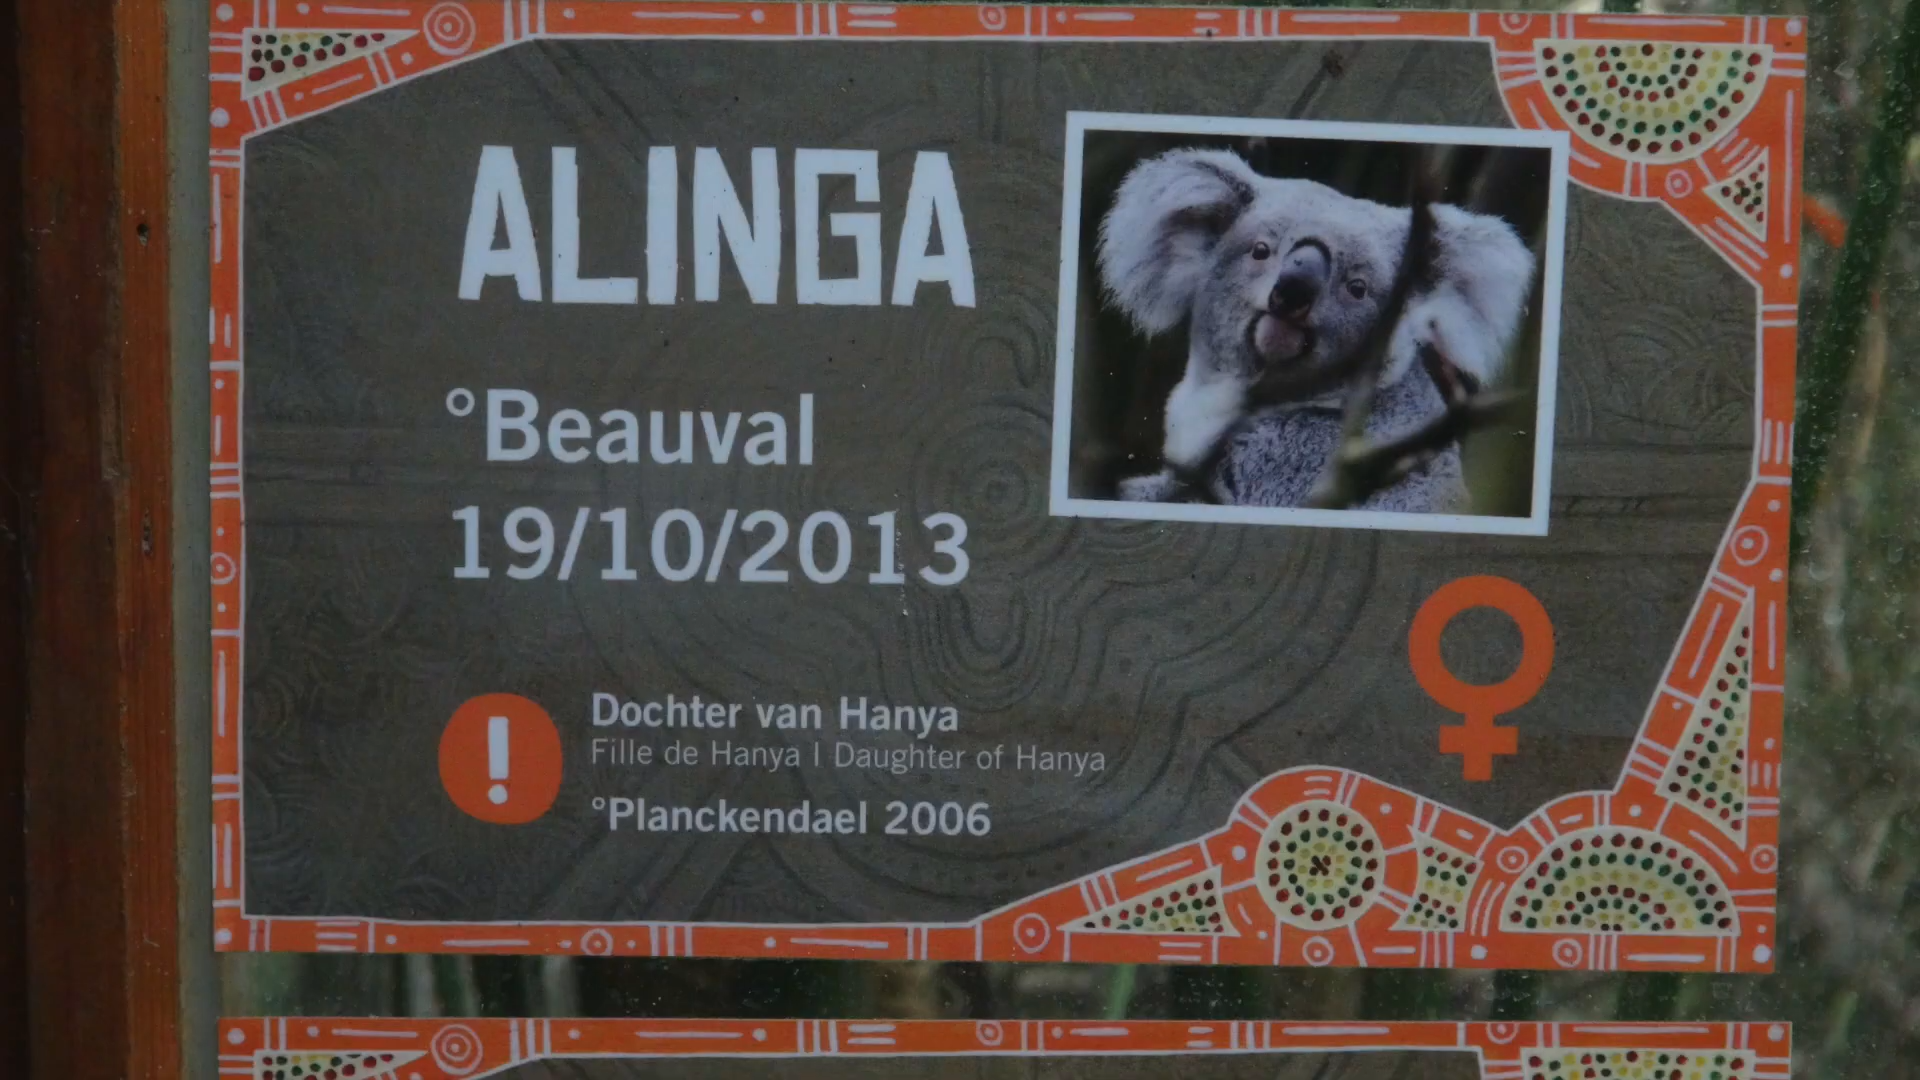 ALINGA
°Beauval
19/10/2013
!
Dochter van Hanya
Fille de Hanya I Daughter of Hanya
°Planckendael 2006